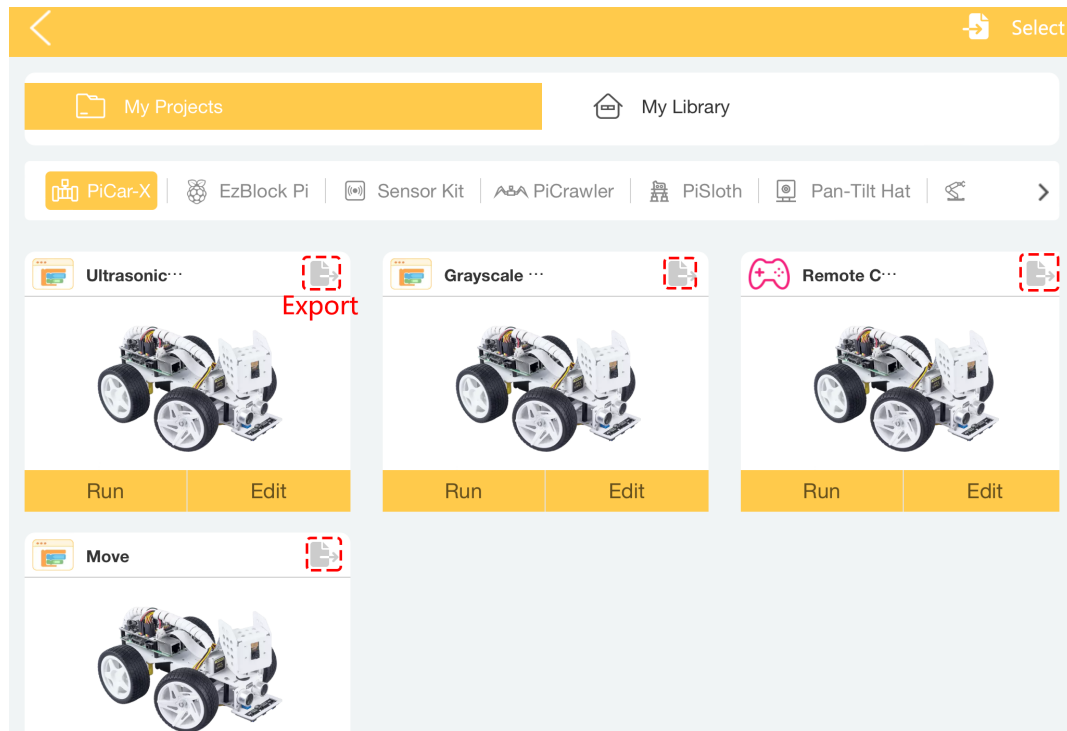 Select
My Projects
My Library
PiCar-X
EzBlock Pi
Sensor Kit
PiCrawler
PiSloth
Pan-Tilt Hat
Ultrasonic···
Export
Grayscale ···
Remote C···
Run
Edit
Run
Edit
Run
Edit
Move